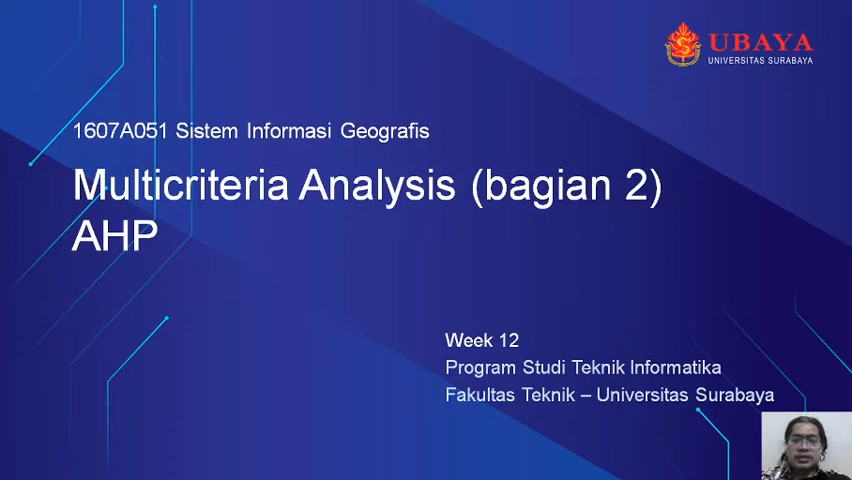 UBAYA
UNIVERSITAS SURABAYA
1607A051 Sistem Informasi Geografis
Multicriteria Analysis (bagian 2)
AHP
Week 12
Program Studi Teknik Informatika
Fakultas Teknik – Universitas Surabaya